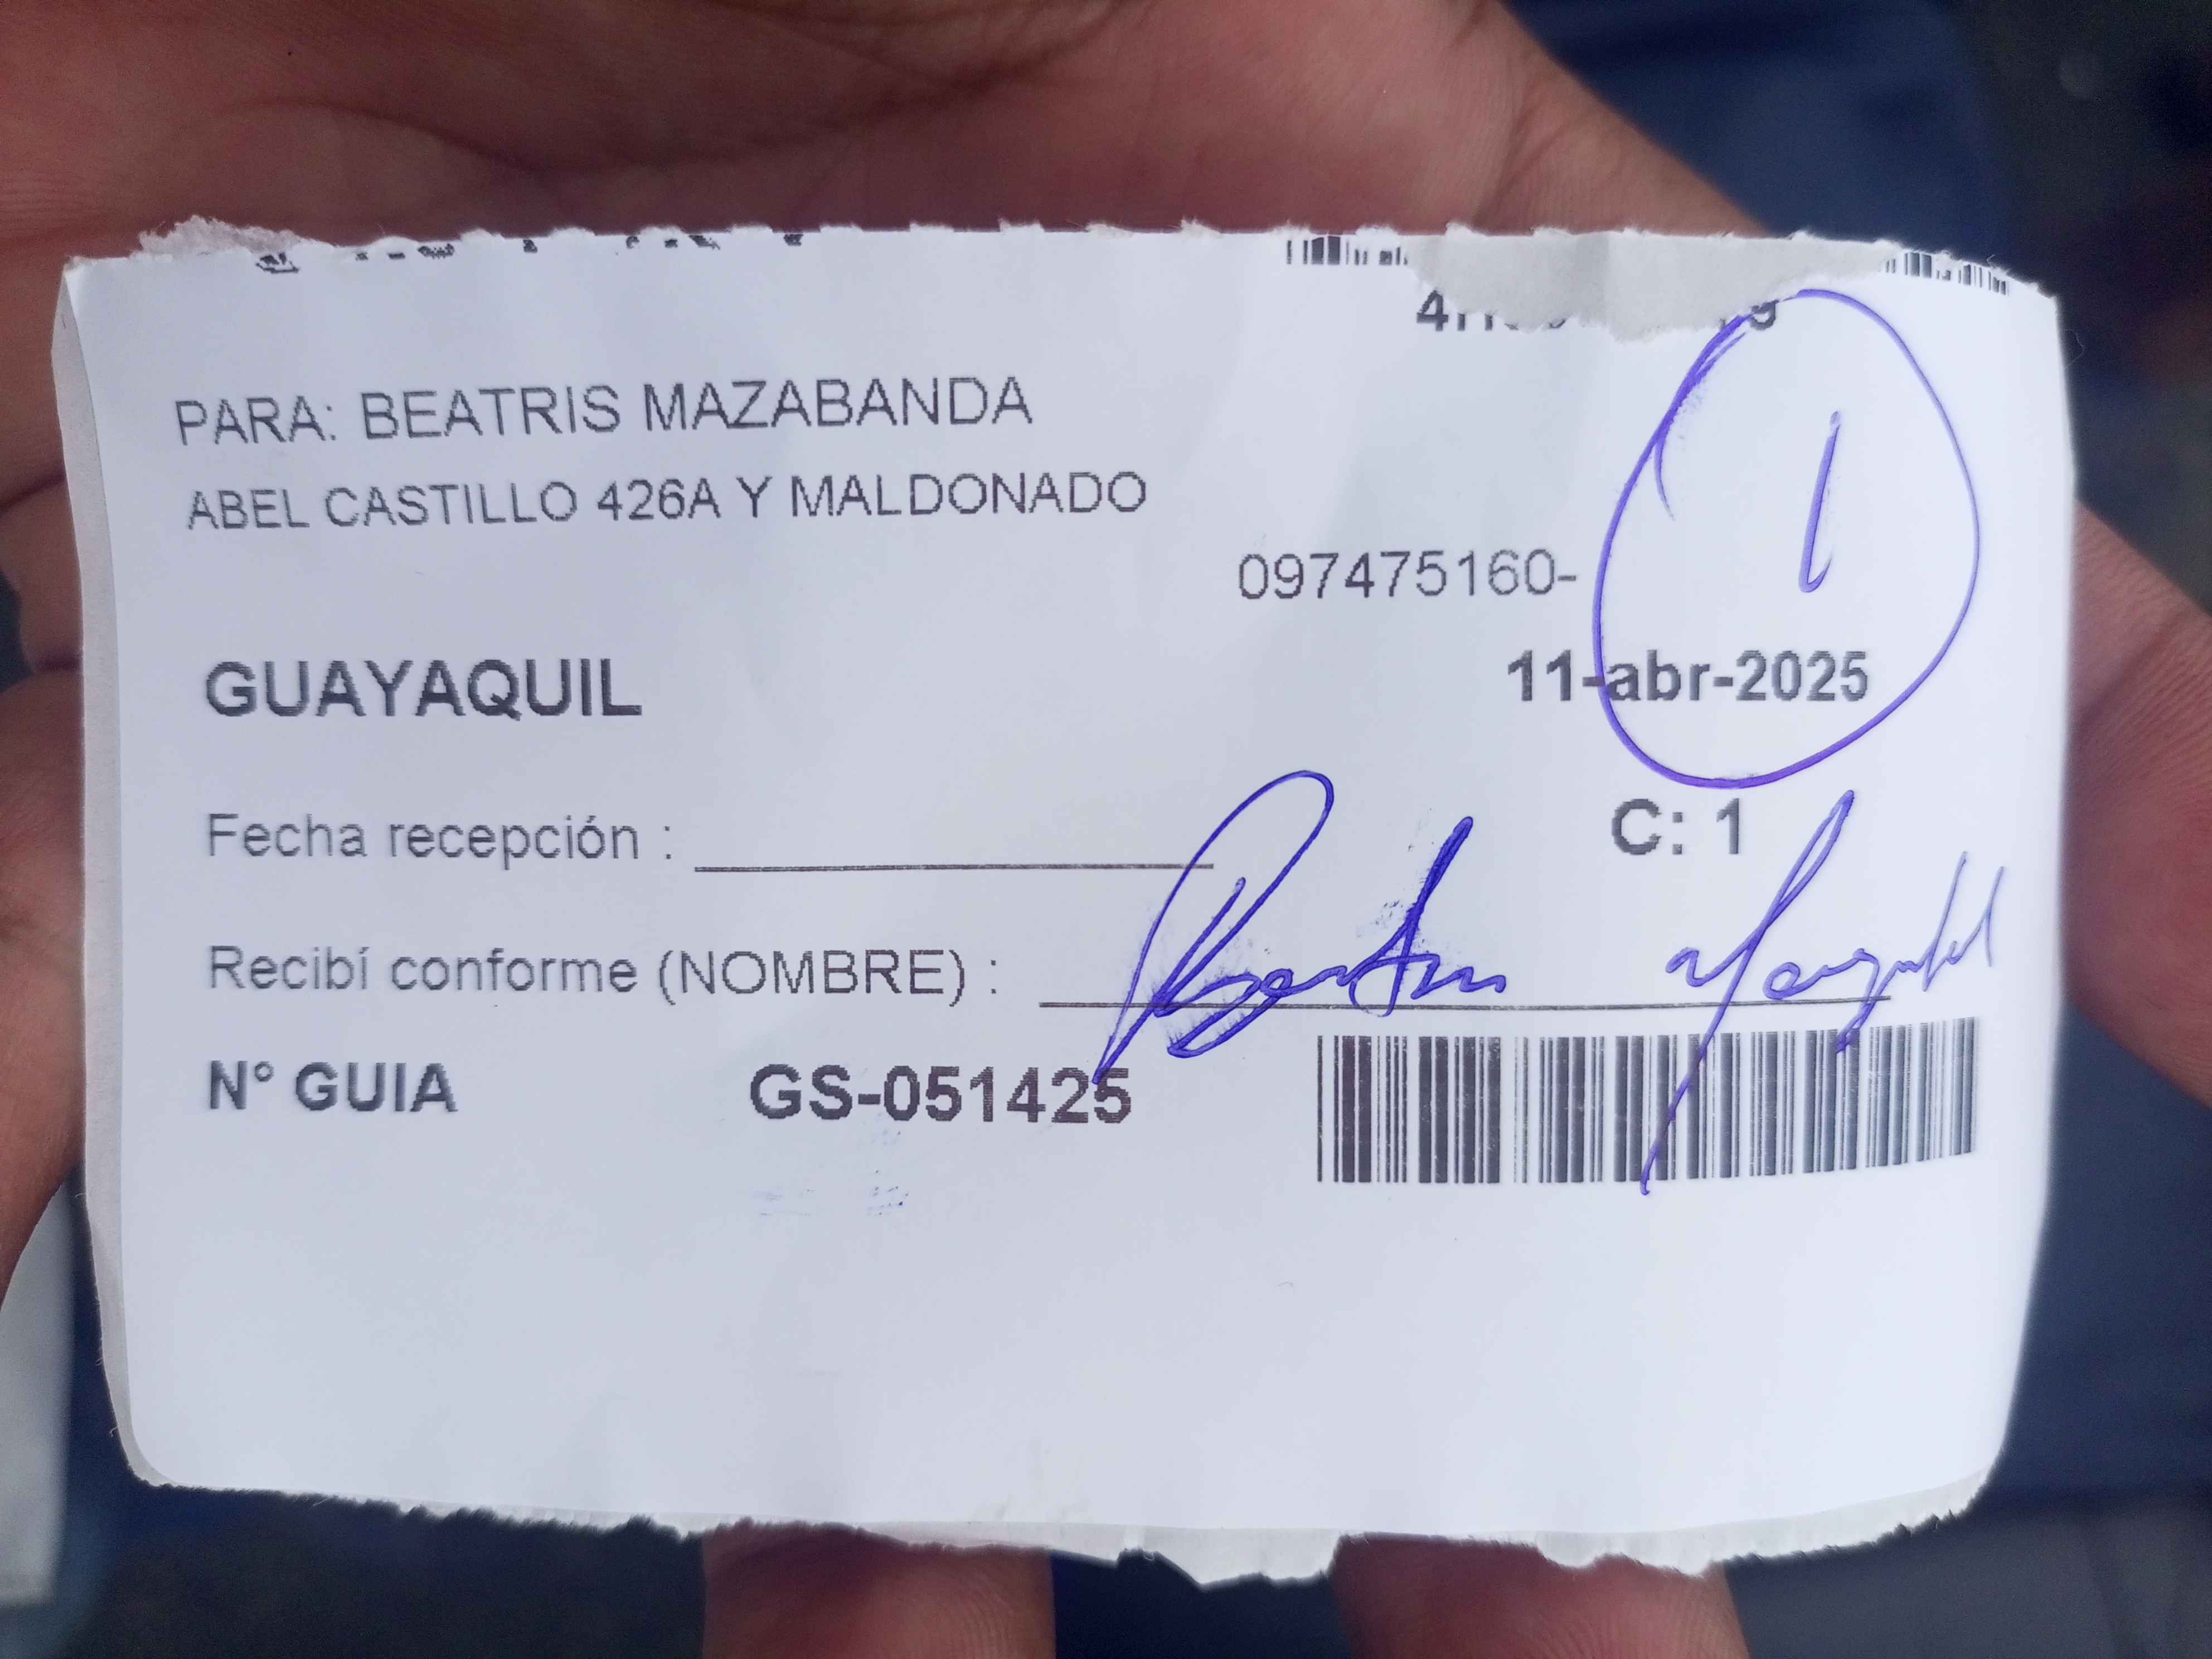 PARA: BEATRIS MAZABANDA
ABEL CASTILLO 426A Y MALDONADO
097475160-
1
GUAYAQUIL
11-abr-2025
Fecha recepción :
C: 1
Recibí conforme (NOMBRE) :
N° GUIA GS-051425